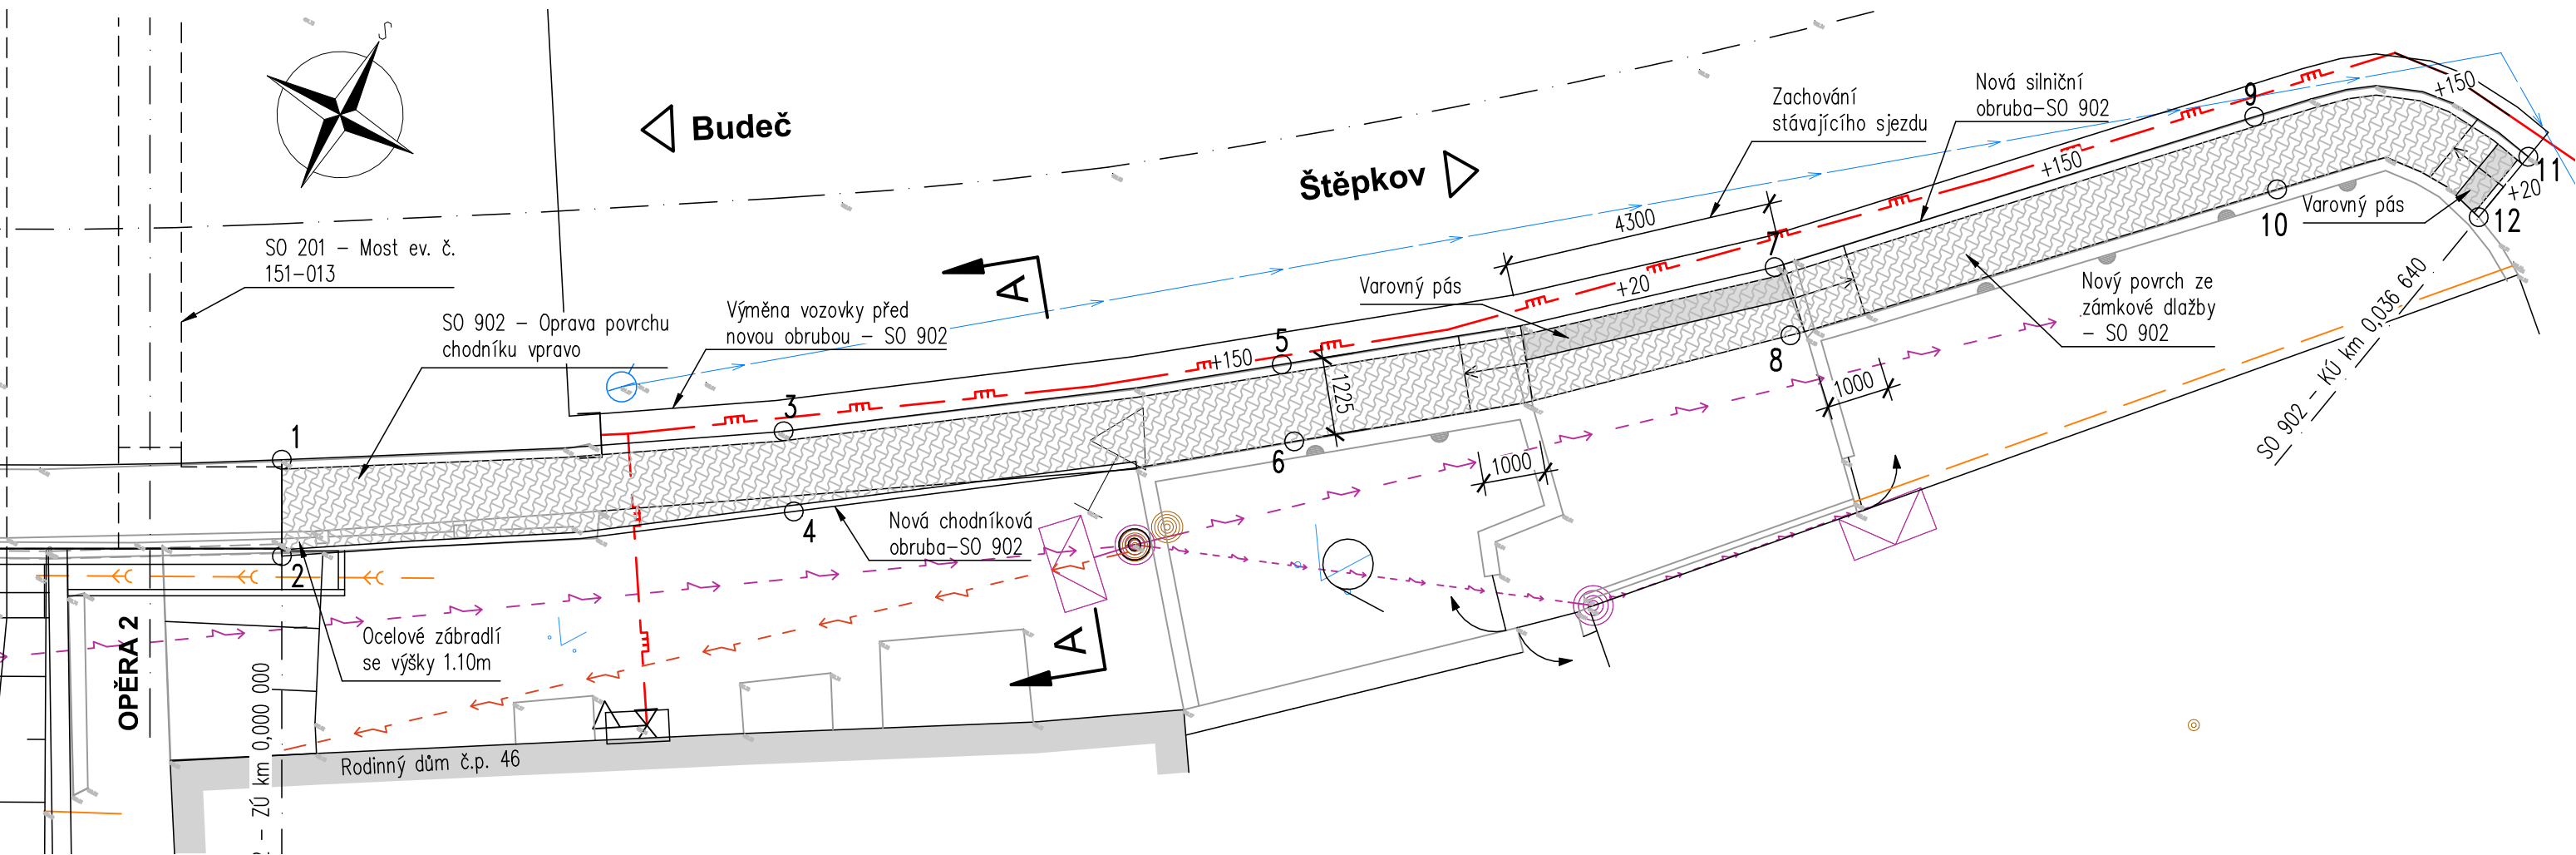 S
Budeč
Štěpkov
SO 201 – Most ev. č.
151-013
SO 902 – Oprava povrchu
chodníku vpravo
Výměna vozovky před
novou obrubou – SO 902
Zachování
stávajícího sjezdu
Nová silniční
obruba-SO 902
Varovný pás
4300
+20
+150
+150
+150
+20
Varovný pás
Nový povrch ze
zámkové dlažby
– SO 902
SO 902 – KÚ km 0,036 640
A
A
1225
1000
1000
1
2
3
4
5
6
7
8
9
10
11
12
Nová chodníková
obruba-SO 902
Ocelové zábradlí
se výšky 1.10m
OPĚRA 2
– ZÚ km 0,000 000
Rodinný dům č.p. 46